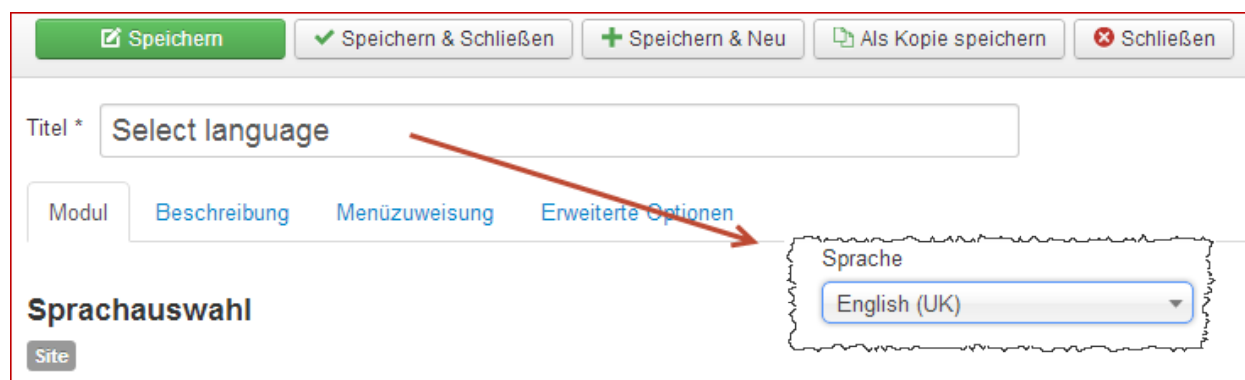 Speichern Speichern & Schließen Speichern & Neu Als Kopie speichern Schließen
Titel * Select language
Modul Beschreibung Menüzuweisung Erweiterte Optionen
Sprache
English (UK)
Sprachauswahl
Site